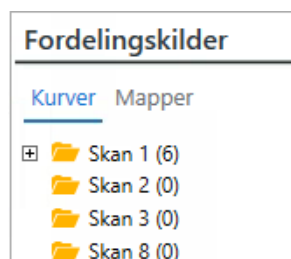 Fordelingskilder
Kurver Mapper
Skan 1 (6)
Skan 2 (0)
Skan 3 (0)
Skan 8 (0)